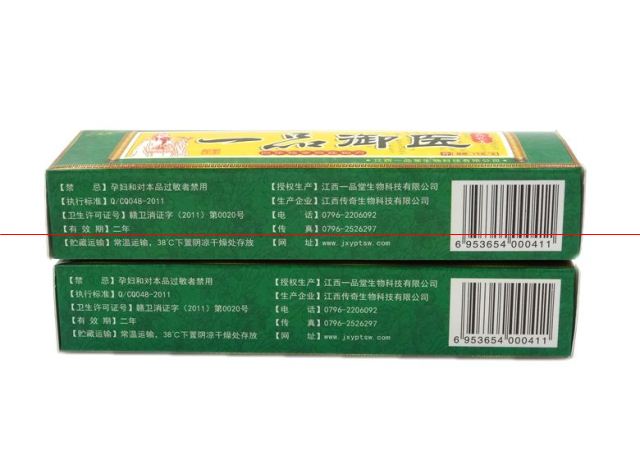 一品御医
江西一品堂生物科技有限公司
【禁 忌】孕妇和对本品过敏者禁用
【执行标准】Q/CQ048-2011
【卫生许可证号】赣卫消证字（2011）第0020号
【有 效 期】二年
【贮藏运输】常温运输，38℃下置阴凉干燥处存放
【授权生产】江西一品堂生物科技有限公司
【生产企业】江西传奇生物科技有限公司
【电 话】0796-2206092
【传 真】0796-2526297
【网 址】www.jxyptsw.com
6 953654 000411
【禁 忌】孕妇和对本品过敏者禁用
【执行标准】Q/CQ048-2011
【卫生许可证号】赣卫消证字（2011）第0020号
【有 效 期】二年
【贮藏运输】常温运输，38℃下置阴凉干燥处存放
【授权生产】江西一品堂生物科技有限公司
【生产企业】江西传奇生物科技有限公司
【电 话】0796-2206092
【传 真】0796-2526297
【网 址】www.jxyptsw.com
6 953654 000411